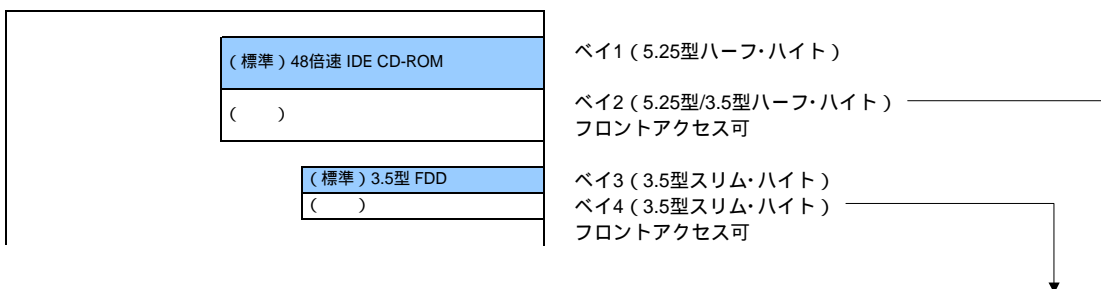 (標準)48倍速 IDE CD-ROM
ベイ1(5.25型ハーフ・ハイト)
(　　)
ベイ2(5.25型/3.5型ハーフ・ハイト)
フロントアクセス可
(標準)3.5型 FDD
ベイ3(3.5型スリム・ハイト)
(　　)
ベイ4(3.5型スリム・ハイト)
フロントアクセス可